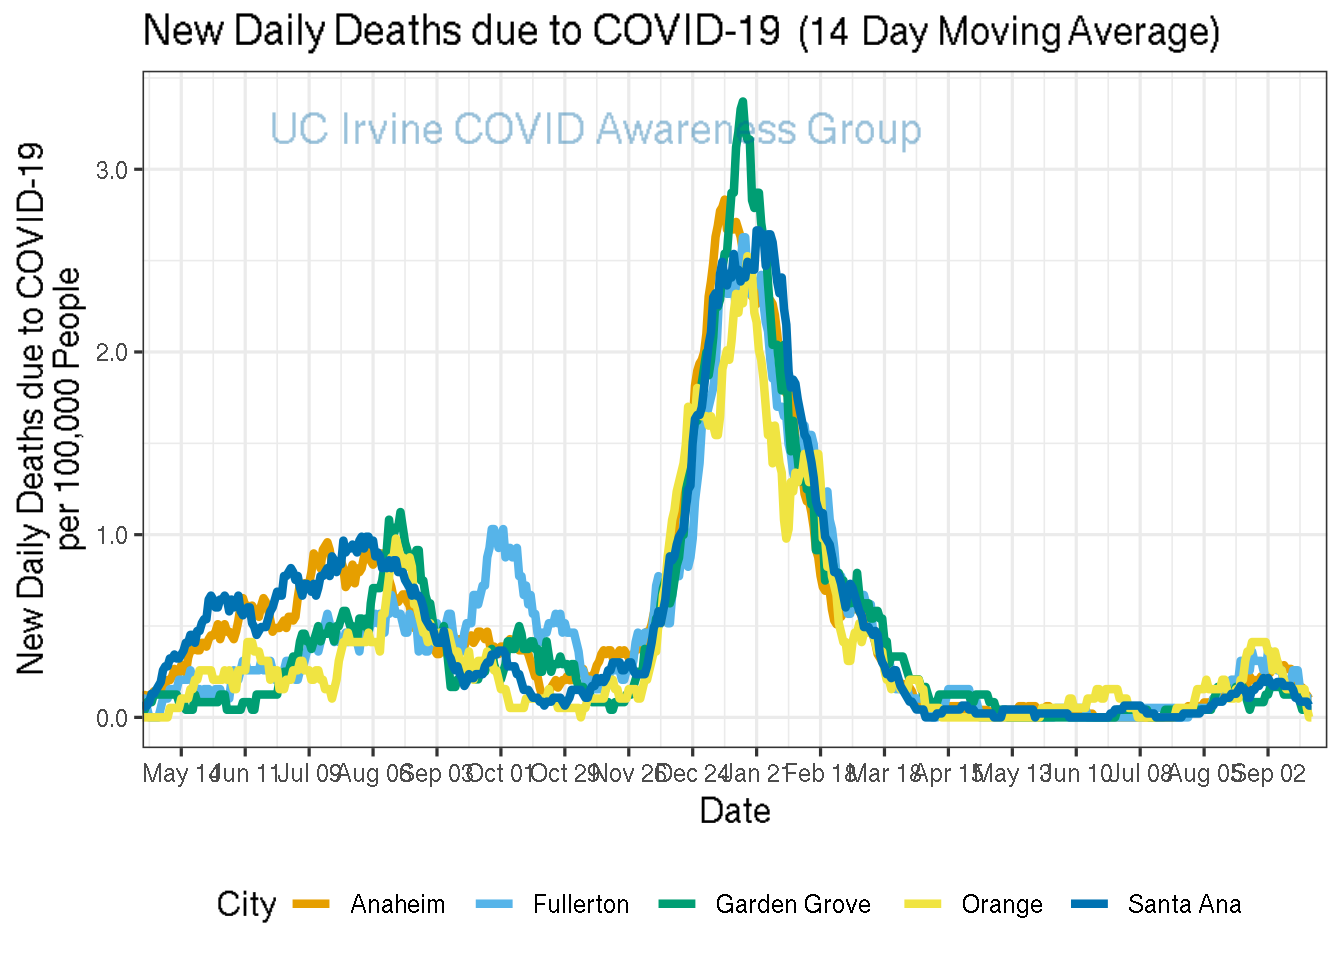 New Daily Deaths due to COVID-19 (14 Day Moving Average)
UC Irvine COVID Awareness Group
New Daily Deaths due to COVID-19
per 100,000 People
3.0
2.0
1.0
0.0
May 14 Jun 11 Jul 09 Aug 06 Sep 03 Oct 01 Oct 29 Nov 26 Dec 24 Jan 21 Feb 18 Mar 18 Apr 15 May 13 Jun 10 Jul 08 Aug 05 Sep 02
Date
City Anaheim Fullerton Garden Grove Orange Santa Ana